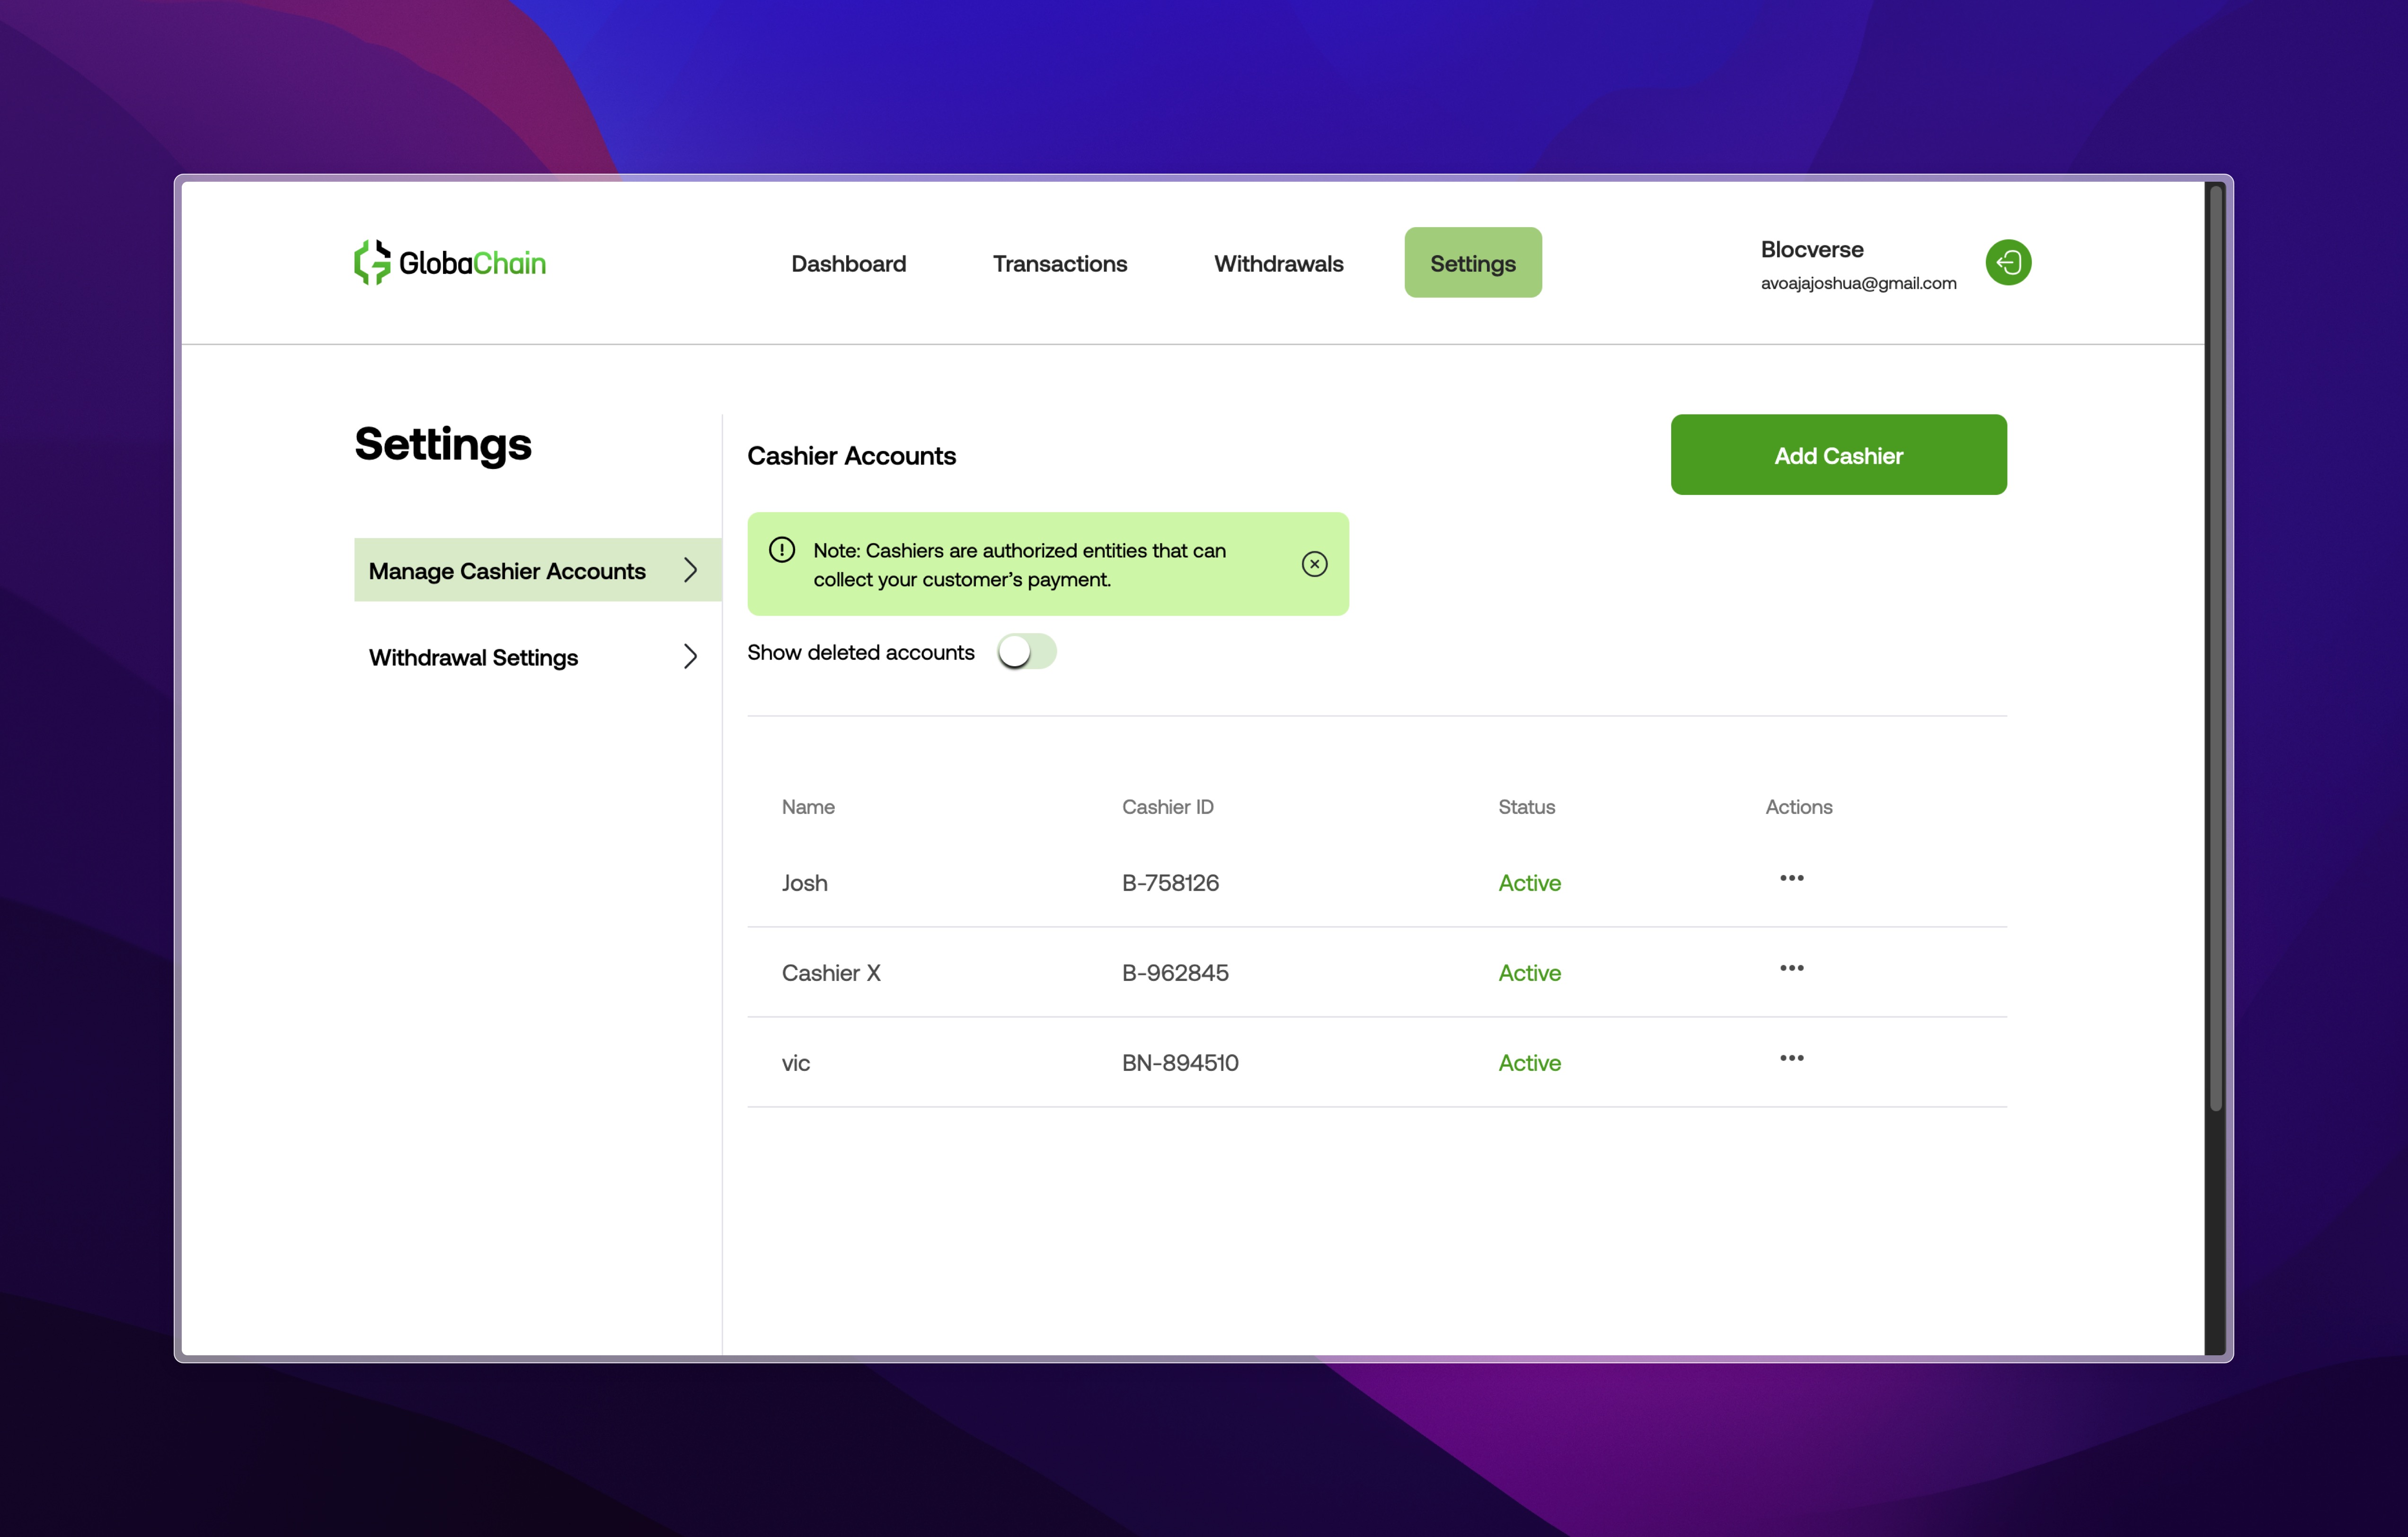 GlobaChain
Dashboard
Transactions
Withdrawals
Settings
Blocverse
avoajajoshua@gmail.com
Settings
Manage Cashier Accounts
Withdrawal Settings
Cashier Accounts
Add Cashier
Note: Cashiers are authorized entities that can
collect your customer’s payment.
Show deleted accounts
Name Cashier ID Status Actions
Josh B-758126 Active
Cashier X B-962845 Active
vic BN-894510 Active